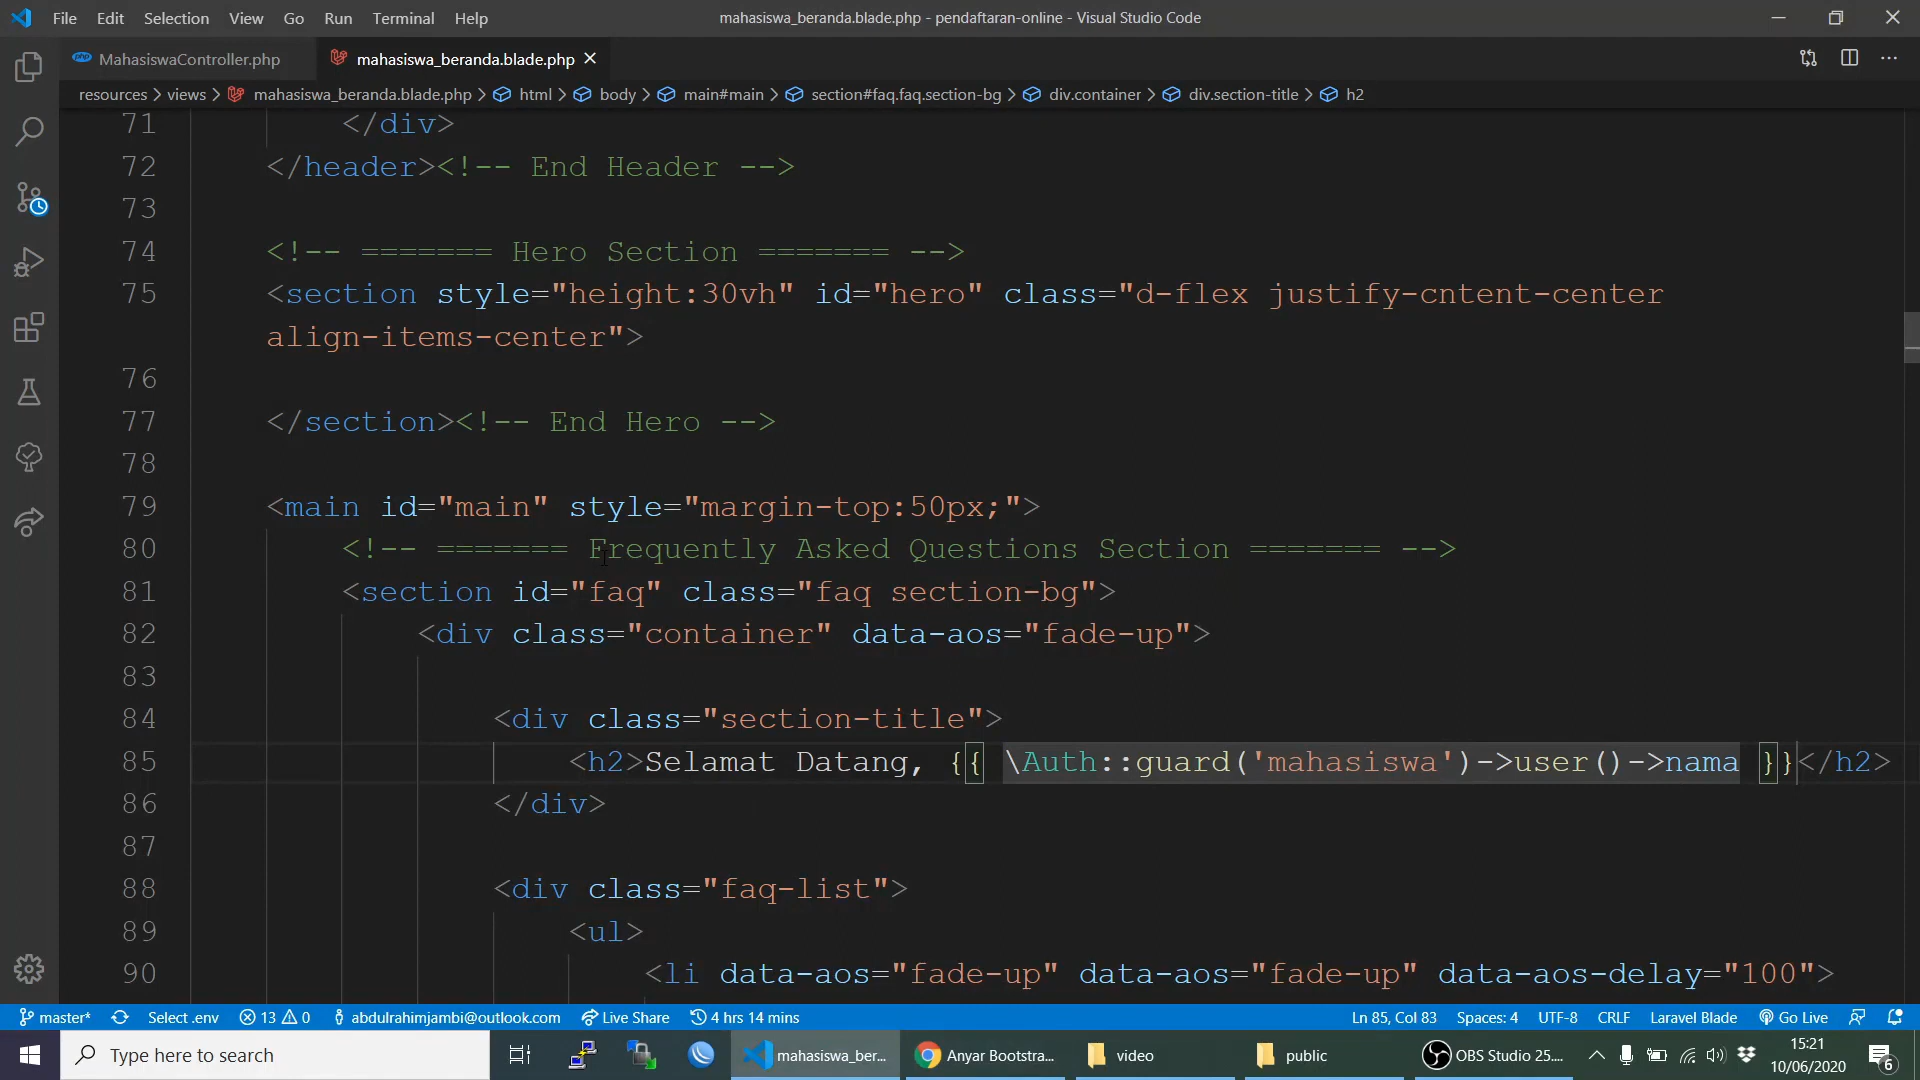 File Edit Selection View Go Run Terminal Help mahasiswa_beranda.blade.php - pendaftaran-online - Visual Studio Code
MahasiswaController.php mahasiswa_beranda.blade.php
resources > views > mahasiswa_beranda.blade.php > html > body > main#main > section#faq.faq.section-bg > div.container > div.section-title > h2
71 </div>
72 </header><!-- End Header -->
73
74 <!-- ======= Hero Section ======= -->
75 <section style="height:30vh" id="hero" class="d-flex justify-cntent-center
align-items-center">
76
77 </section><!-- End Hero -->
78
79 <main id="main" style="margin-top:50px;">
80 <!-- ======= Frequently Asked Questions Section ======= -->
81 <section id="faq" class="faq section-bg">
82 <div class="container" data-aos="fade-up">
83
84 <div class="section-title">
85 <h2>Selamat Datang, {{ \Auth::guard('mahasiswa')->user()->nama }}</h2>
86 </div>
87
88 <div class="faq-list">
89 <ul>
90 <li data-aos="fade-up" data-aos="fade-up" data-aos-delay="100">
master* Select .env 13 0 abdulrahimjambi@outlook.com Live Share 4 hrs 14 mins Ln 85, Col 83 Spaces: 4 UTF-8 CRLF Laravel Blade Go Live
Type here to search mahasiswa_ber... Anyar Bootstra... video public OBS Studio 25.... 15:21
10/06/2020 6